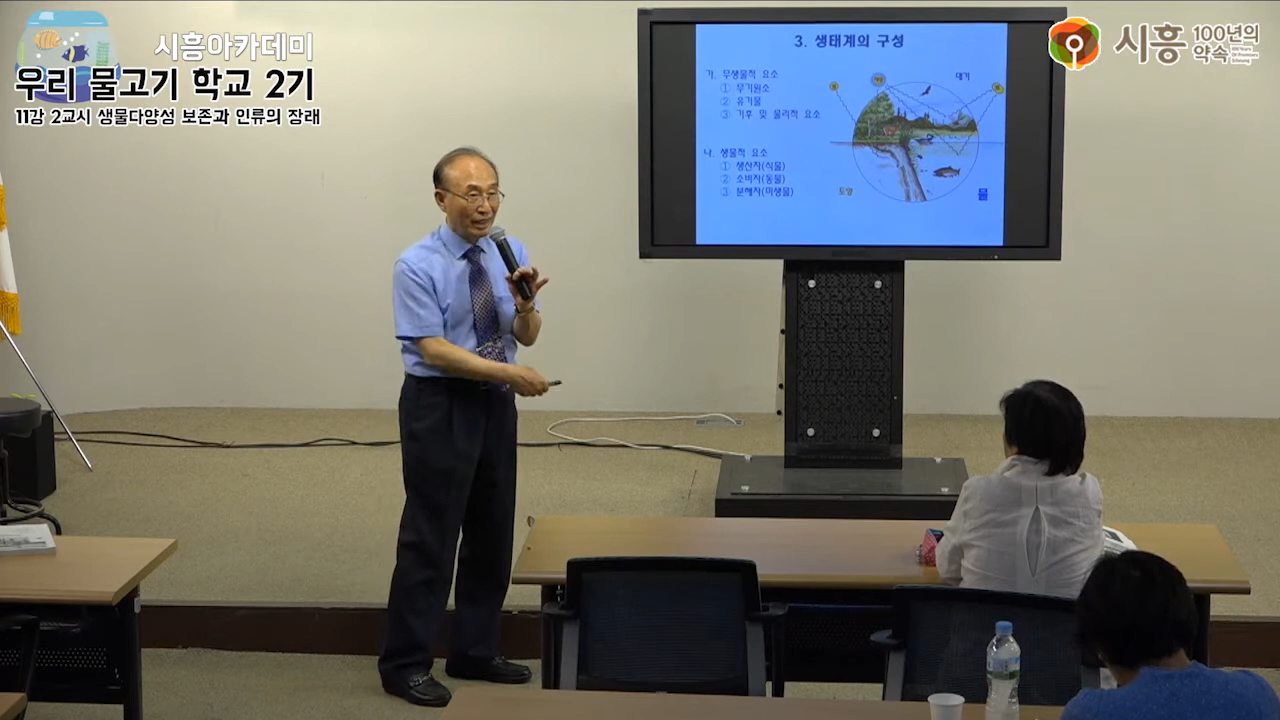 시흥아카데미
우리 물고기 학교 2기
11강 2교시 생물다양성 보존과 인류의 장래
시흥 100년의 약속
3. 생태계의 구성
가. 무생물적 요소
① 무기원소
② 유기물
③ 기후 및 물리적 요소
나. 생물적 요소
① 생산자(식물)
② 소비자(동물)
③ 분해자(미생물)
대기
토양
물